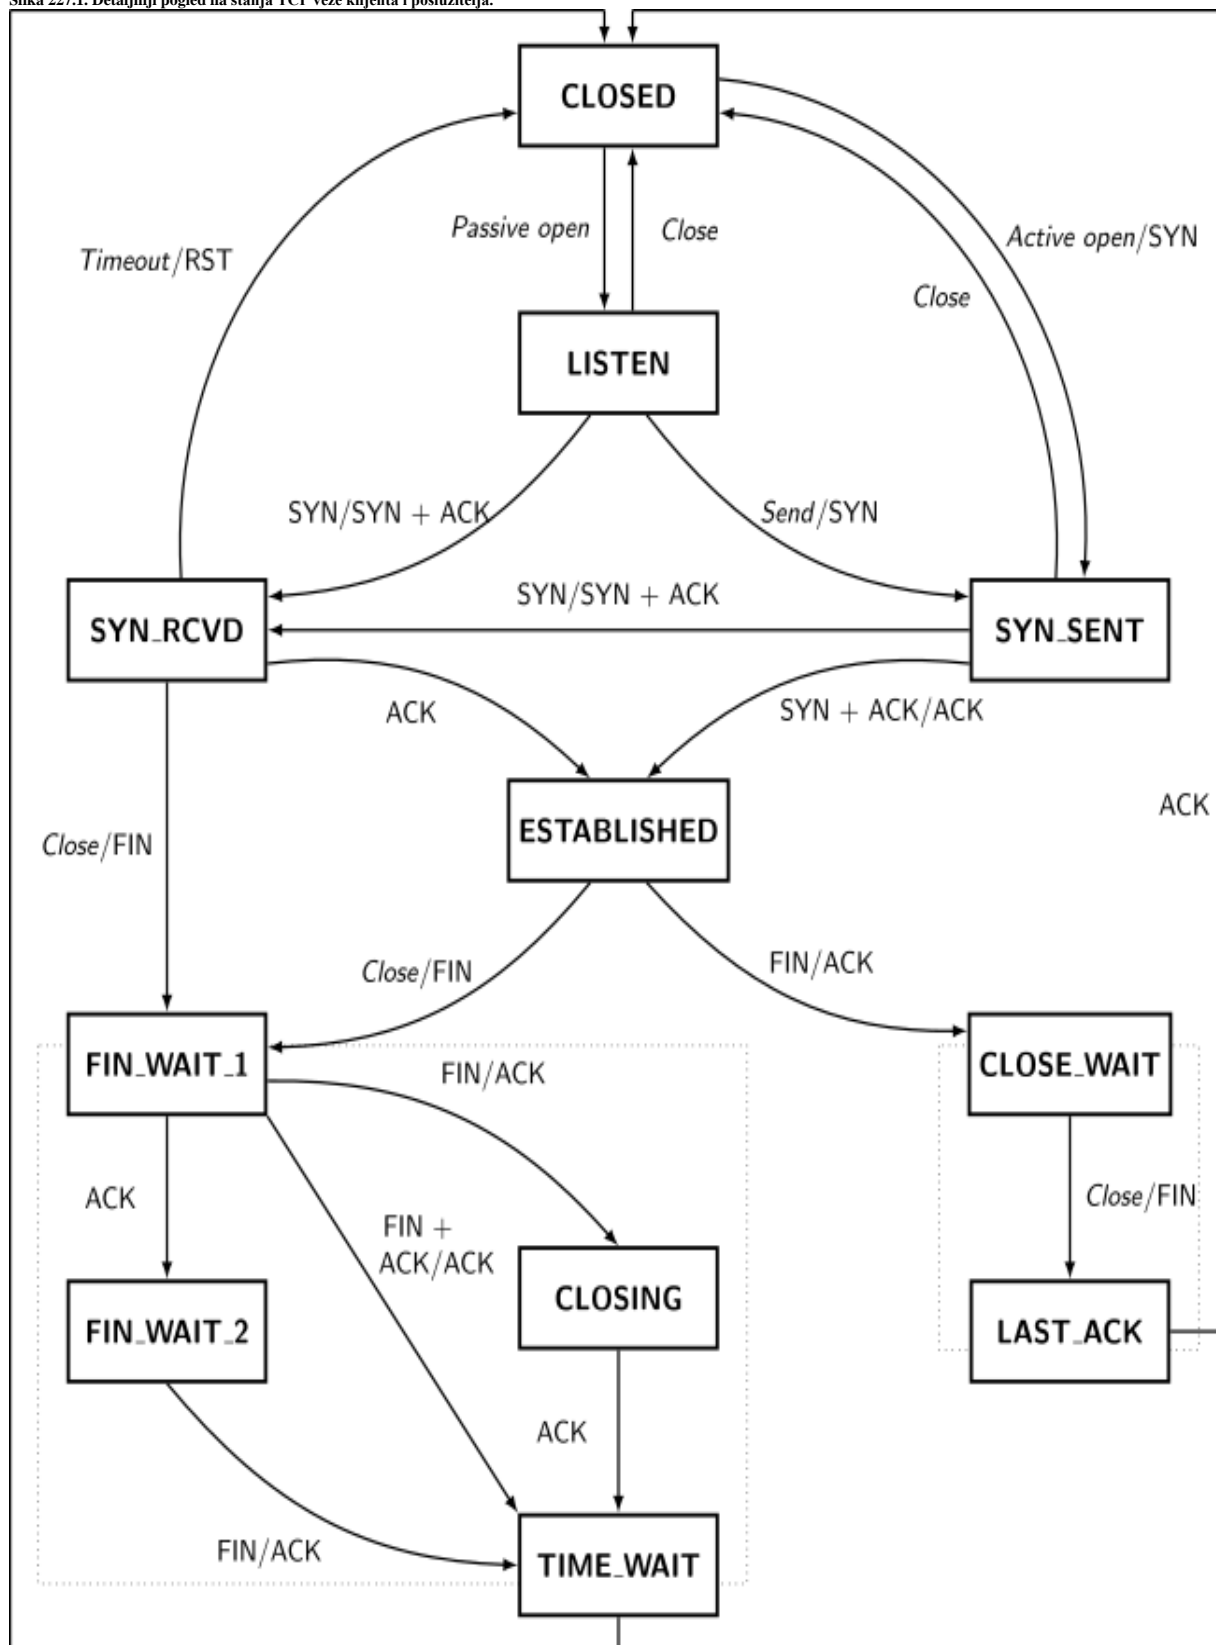 Slika 227.1. Detaljniji pogled na stanja TCP veze klijenta i poslužitelja.
CLOSED
Passive open
Close
Timeout/RST
Active open/SYN
Close
LISTEN
SYN/SYN + ACK
Send/SYN
SYN/SYN + ACK
SYN_RCVD
SYN_SENT
ACK
SYN + ACK/ACK
ESTABLISHED
ACK
Close/FIN
Close/FIN
FIN/ACK
FIN_WAIT_1
FIN/ACK
CLOSE_WAIT
ACK
FIN +
ACK/ACK
Close/FIN
CLOSING
FIN_WAIT_2
LAST_ACK
ACK
FIN/ACK
TIME_WAIT